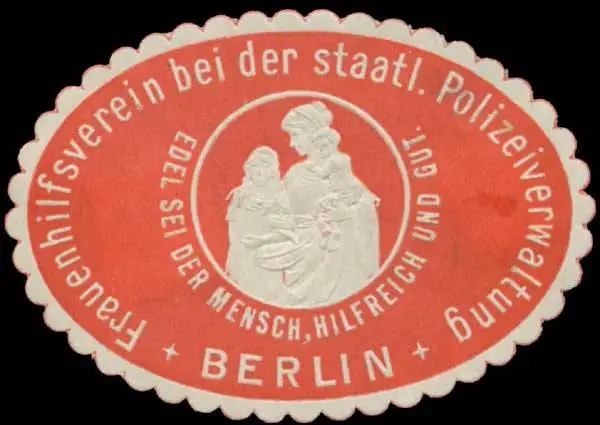 Frauenhilfsverein bei der staatl. Polizeiverwaltung
EDEL SEI DER MENSCH, HILFREICH UND GUT.
+ BERLIN +